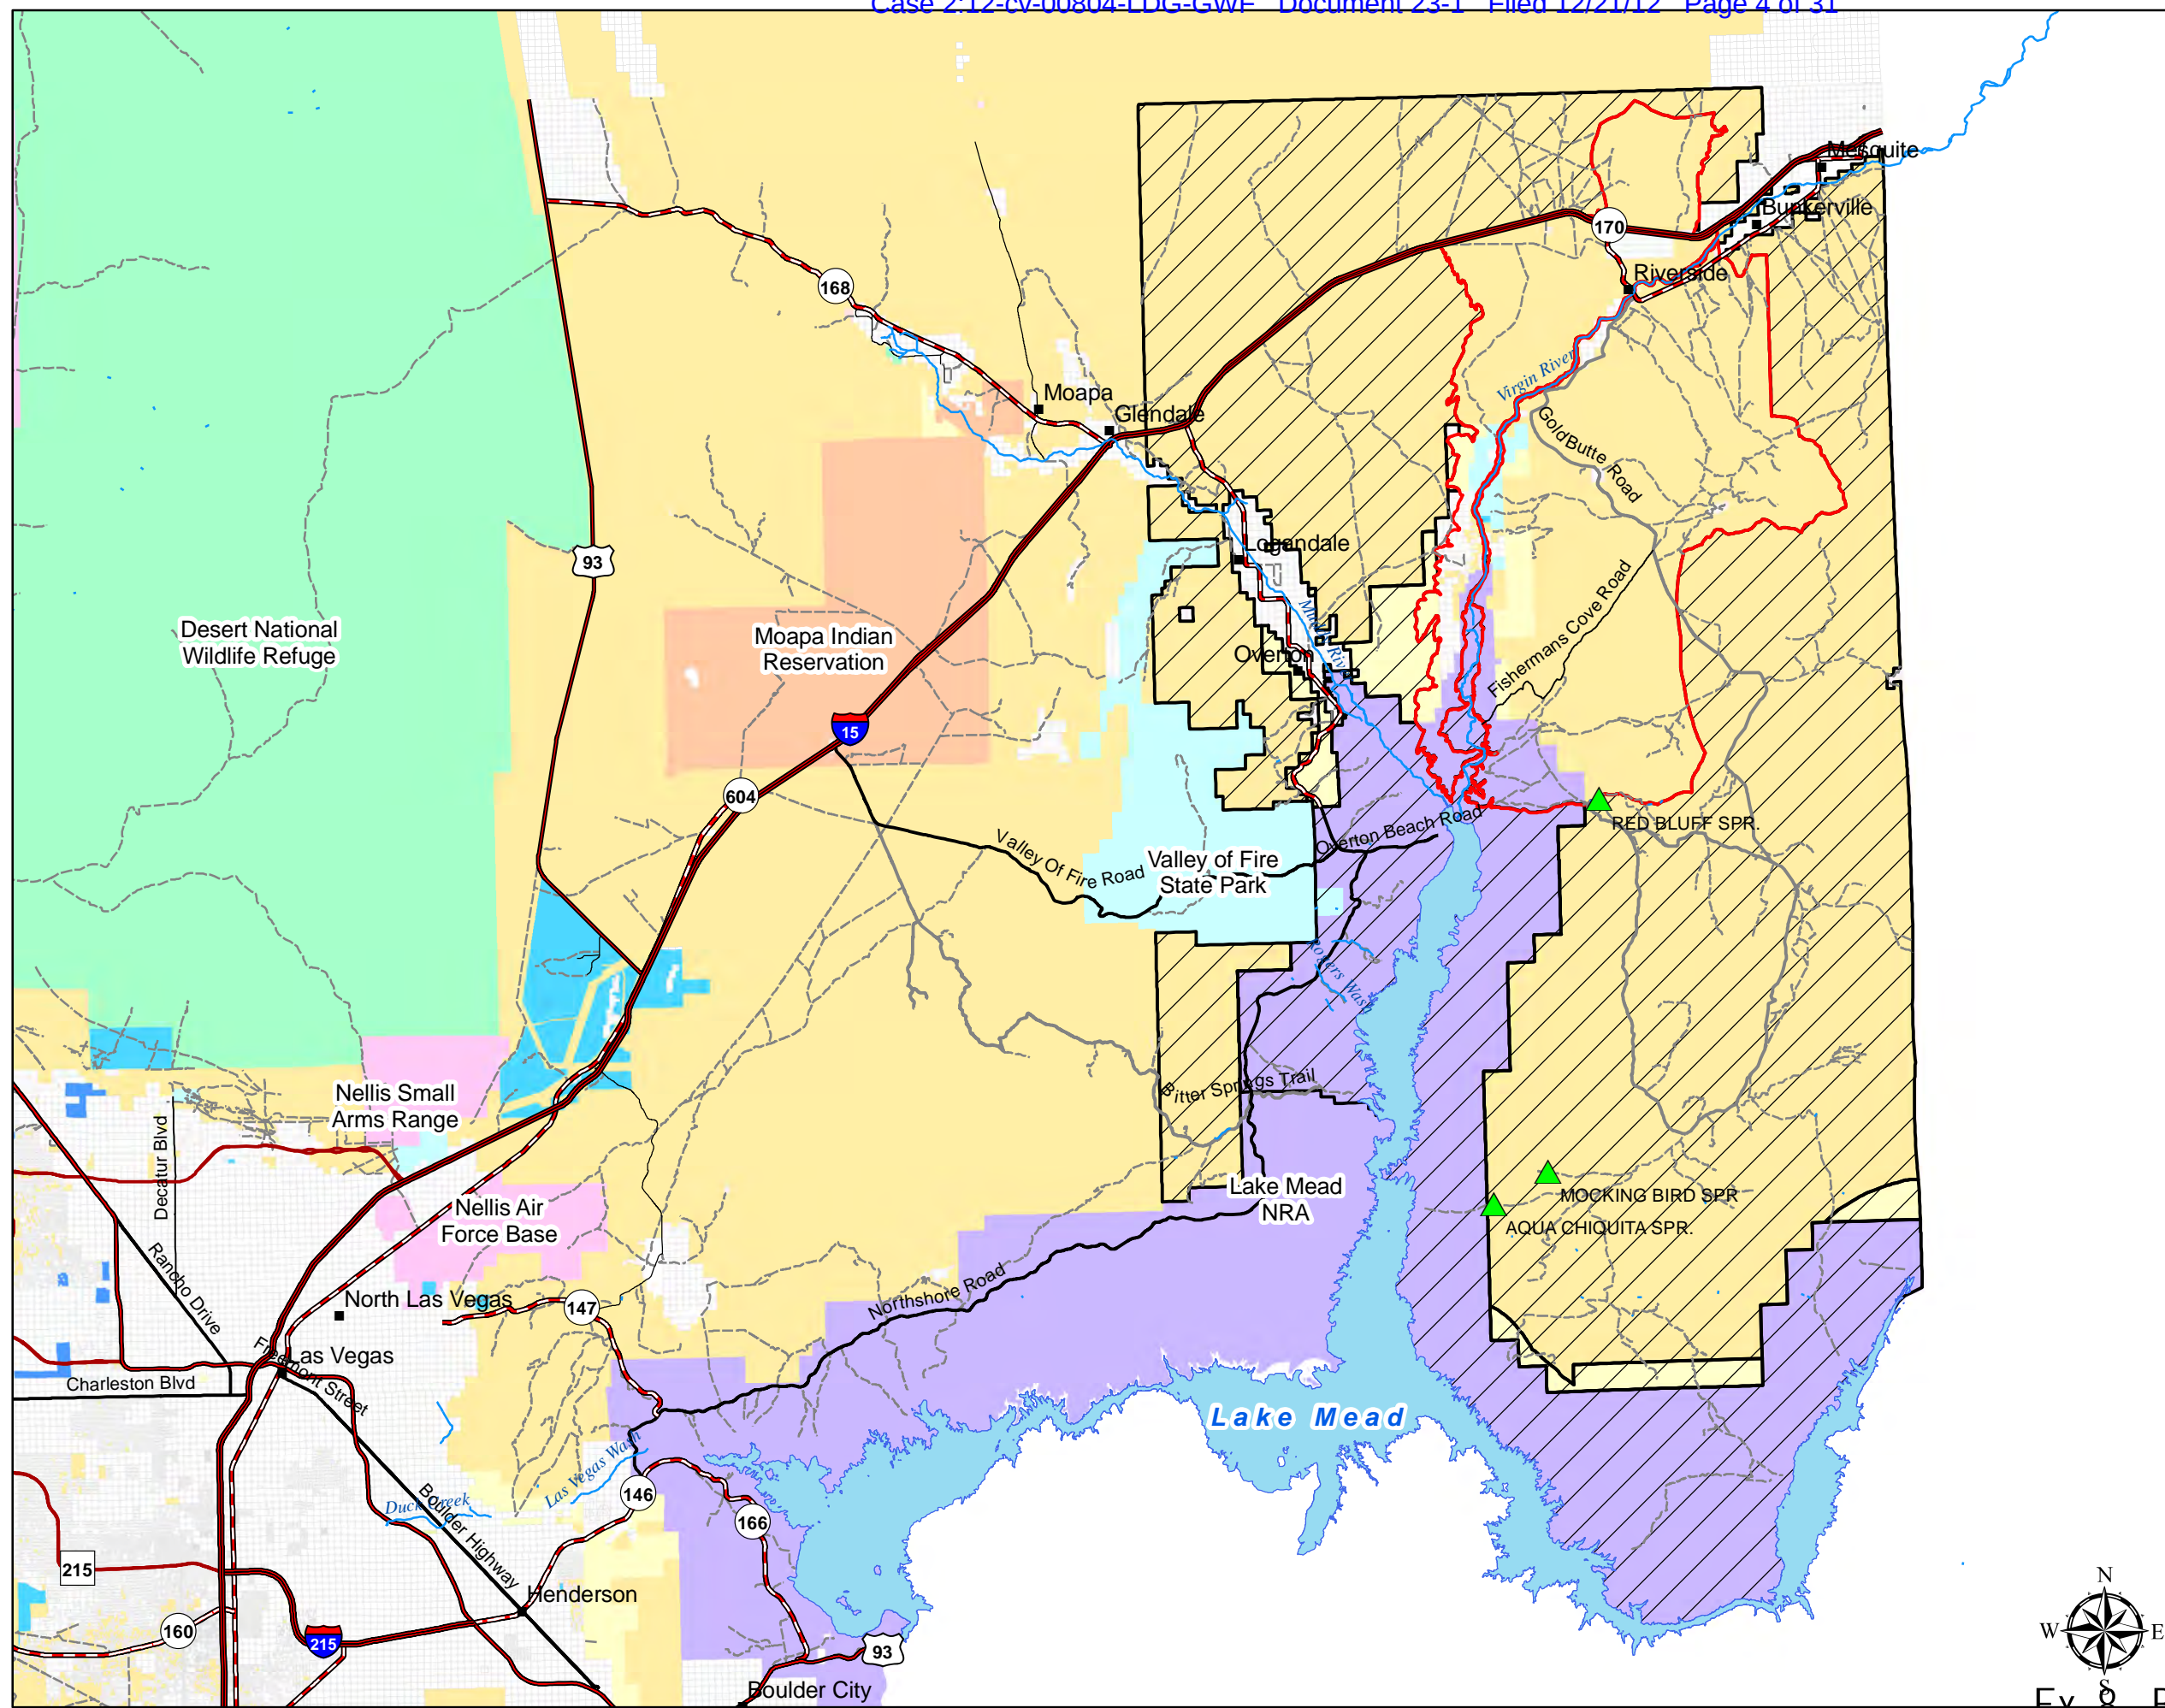 Case 2:12-cv-00804-LDG-GWF Document 23-1 Filed 12/21/12 Page 4 of 31
Mesquite
Bunkerville
170
Riverside
168
Virgin River
Moapa
Glendale
GoldButte Road
93
Logandale
Desert National
Wildlife Refuge
Moapa Indian
Reservation
Overton
Fishermans Cove Road
15
604
RED BLUFF SPR.
Overton Beach Road
Valley Of Fire Road
Valley of Fire
State Park
Rogers Wash
Bitter Springs Trail
Nellis Small
Arms Range
Decatur Blvd
Lake Mead
NRA
MOCKING BIRD SPR
AQUA CHIQUITA SPR.
Nellis Air
Force Base
Rancho Drive
Northshore Road
North Las Vegas
147
Las Vegas
Fremont Street
Charleston Blvd
Lake Mead
Las Vegas Wash
146
Duck Creek
Boulder Highway
166
215
Henderson
160
215
93
Boulder City
N
W
E
S
Ex. 8